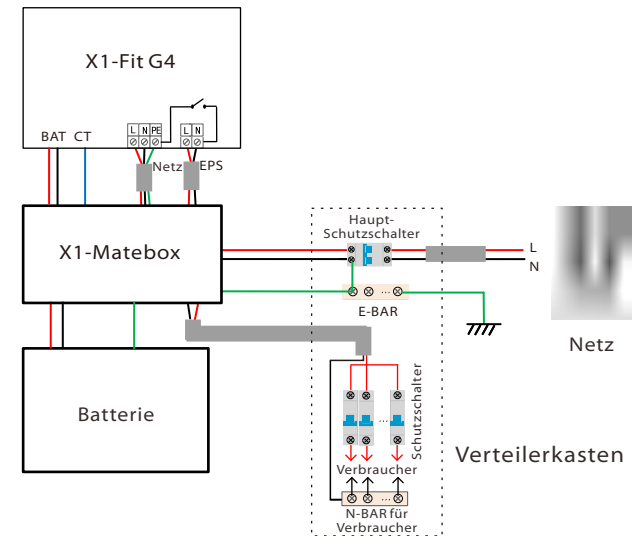 X1-Fit G4
BAT CT
L N PE
L N
Netz
EPS
X1-Matebox
Haupt-
Schutzschalter
L
N
E-BAR
Netz
Batterie
Schutzschalter
Verbraucher
Verteilerkasten
N-BAR für
Verbraucher